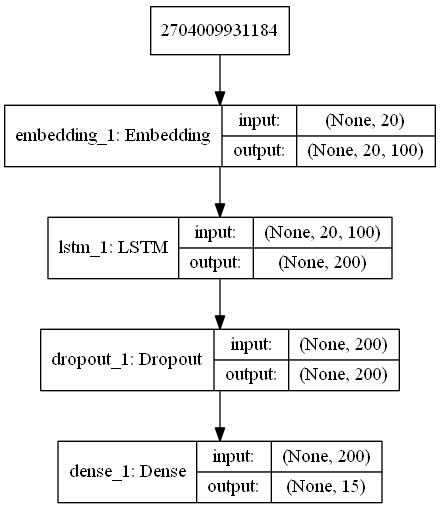 2704009931184
embedding_1: Embedding
input: (None, 20)
output: (None, 20, 100)
lstm_1: LSTM
input: (None, 20, 100)
output: (None, 200)
dropout_1: Dropout
input: (None, 200)
output: (None, 200)
dense_1: Dense
input: (None, 200)
output: (None, 15)